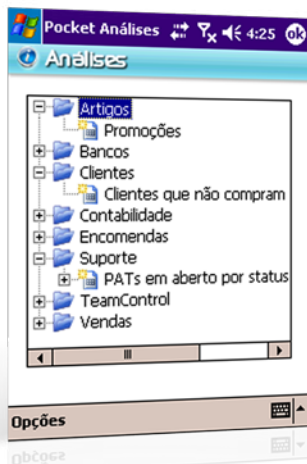 Pocket Análises 4:25 ok
Análises
Artigos
Promoções
Bancos
Clientes
Clientes que não compram
Contabilidade
Encomendas
Suporte
PATs em aberto por status
TeamControl
Vendas
Opções